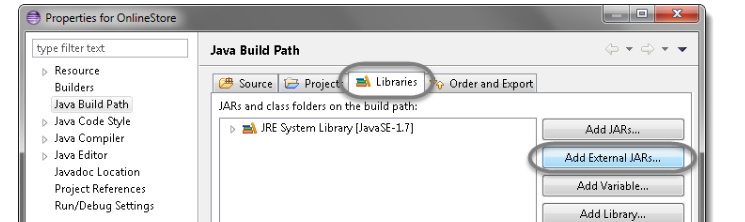 Properties for OnlineStore
type filter text
Java Build Path
Resource
Builders
Java Build Path
Java Code Style
Java Compiler
Java Editor
Javadoc Location
Project References
Run/Debug Settings
Source Projects Libraries Order and Export
JARs and class folders on the build path:
JRE System Library [JavaSE-1.7]
Add JARs...
Add External JARs...
Add Variable...
Add Library...